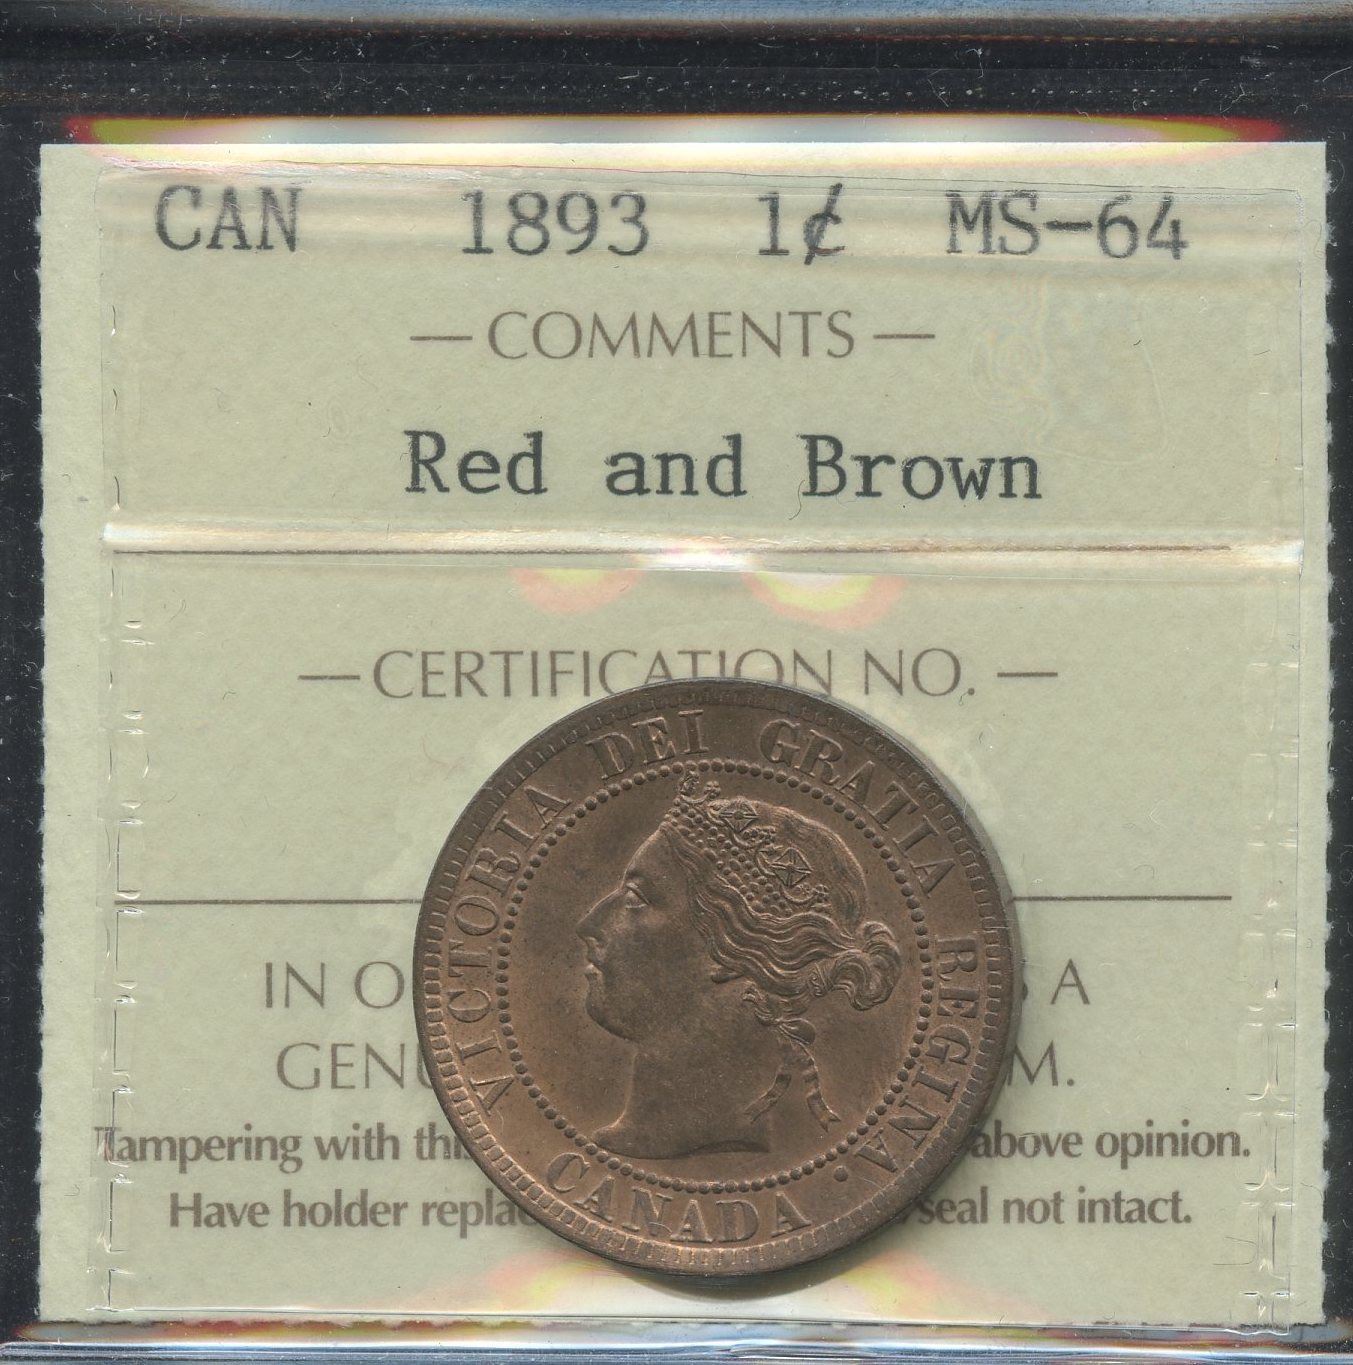 CAN 1893 1¢ MS-64
— COMMENTS —
Red and Brown
— CERTIFICATION NO. —
IN O A
GENU M.
Tampering with thi above opinion.
Have holder replac seal not intact.
VICTORIA DEI GRATIA REGINA.
CANADA